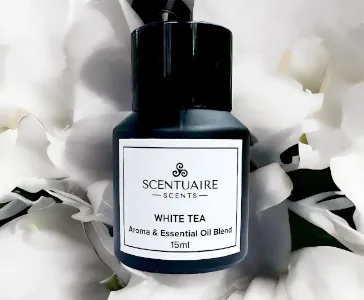 SCENTUAIRE
SCENTS
WHITE TEA
Aroma & Essential Oil Blend
15ml